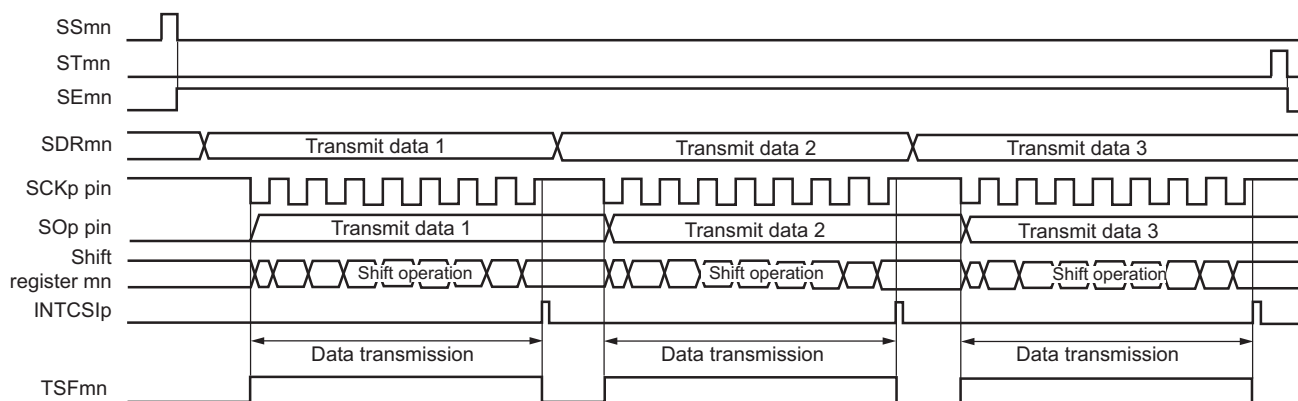 SSmn
STmn
SEmn
SDRmn Transmit data 1 Transmit data 2 Transmit data 3
SCKp pin
SOp pin Transmit data 1 Transmit data 2 Transmit data 3
Shift
register mn Shift operation Shift operation Shift operation
INTCSIp
Data transmission Data transmission Data transmission
TSFmn